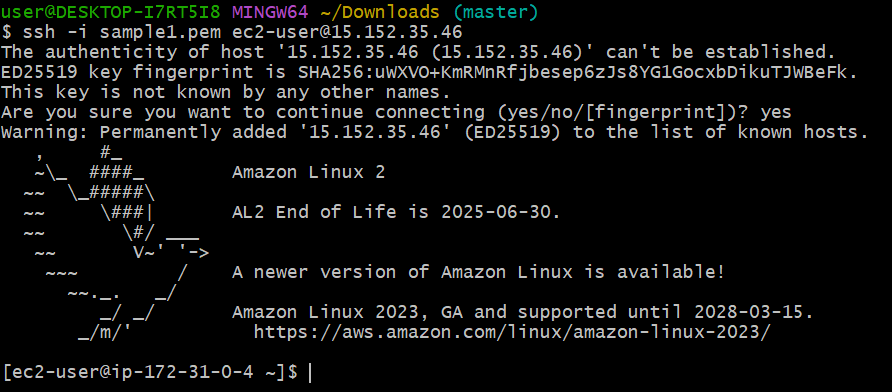 user@DESKTOP-I7RT5I8 MINGW64 ~/Downloads (master)
$ ssh -i sample1.pem ec2-user@15.152.35.46
The authenticity of host '15.152.35.46 (15.152.35.46)' can't be established.
ED25519 key fingerprint is SHA256:uWXVO+KmRMnRfjbesep6zJs8YG1GocxbDikuTJWBeFk.
This key is not known by any other names.
Are you sure you want to continue connecting (yes/no/[fingerprint])? yes
Warning: Permanently added '15.152.35.46' (ED25519) to the list of known hosts.
   ,     #_
   ~\_  ####_        Amazon Linux 2
  ~~  \_#####\
  ~~     \###|       AL2 End of Life is 2025-06-30.
  ~~       \#/ ___
   ~~       V~' '->
    ~~~         /    A newer version of Amazon Linux is available!
      ~~._.   _/
         _/ _/       Amazon Linux 2023, GA and supported until 2028-03-15.
       _/m/'           https://aws.amazon.com/linux/amazon-linux-2023/
[ec2-user@ip-172-31-0-4 ~]$